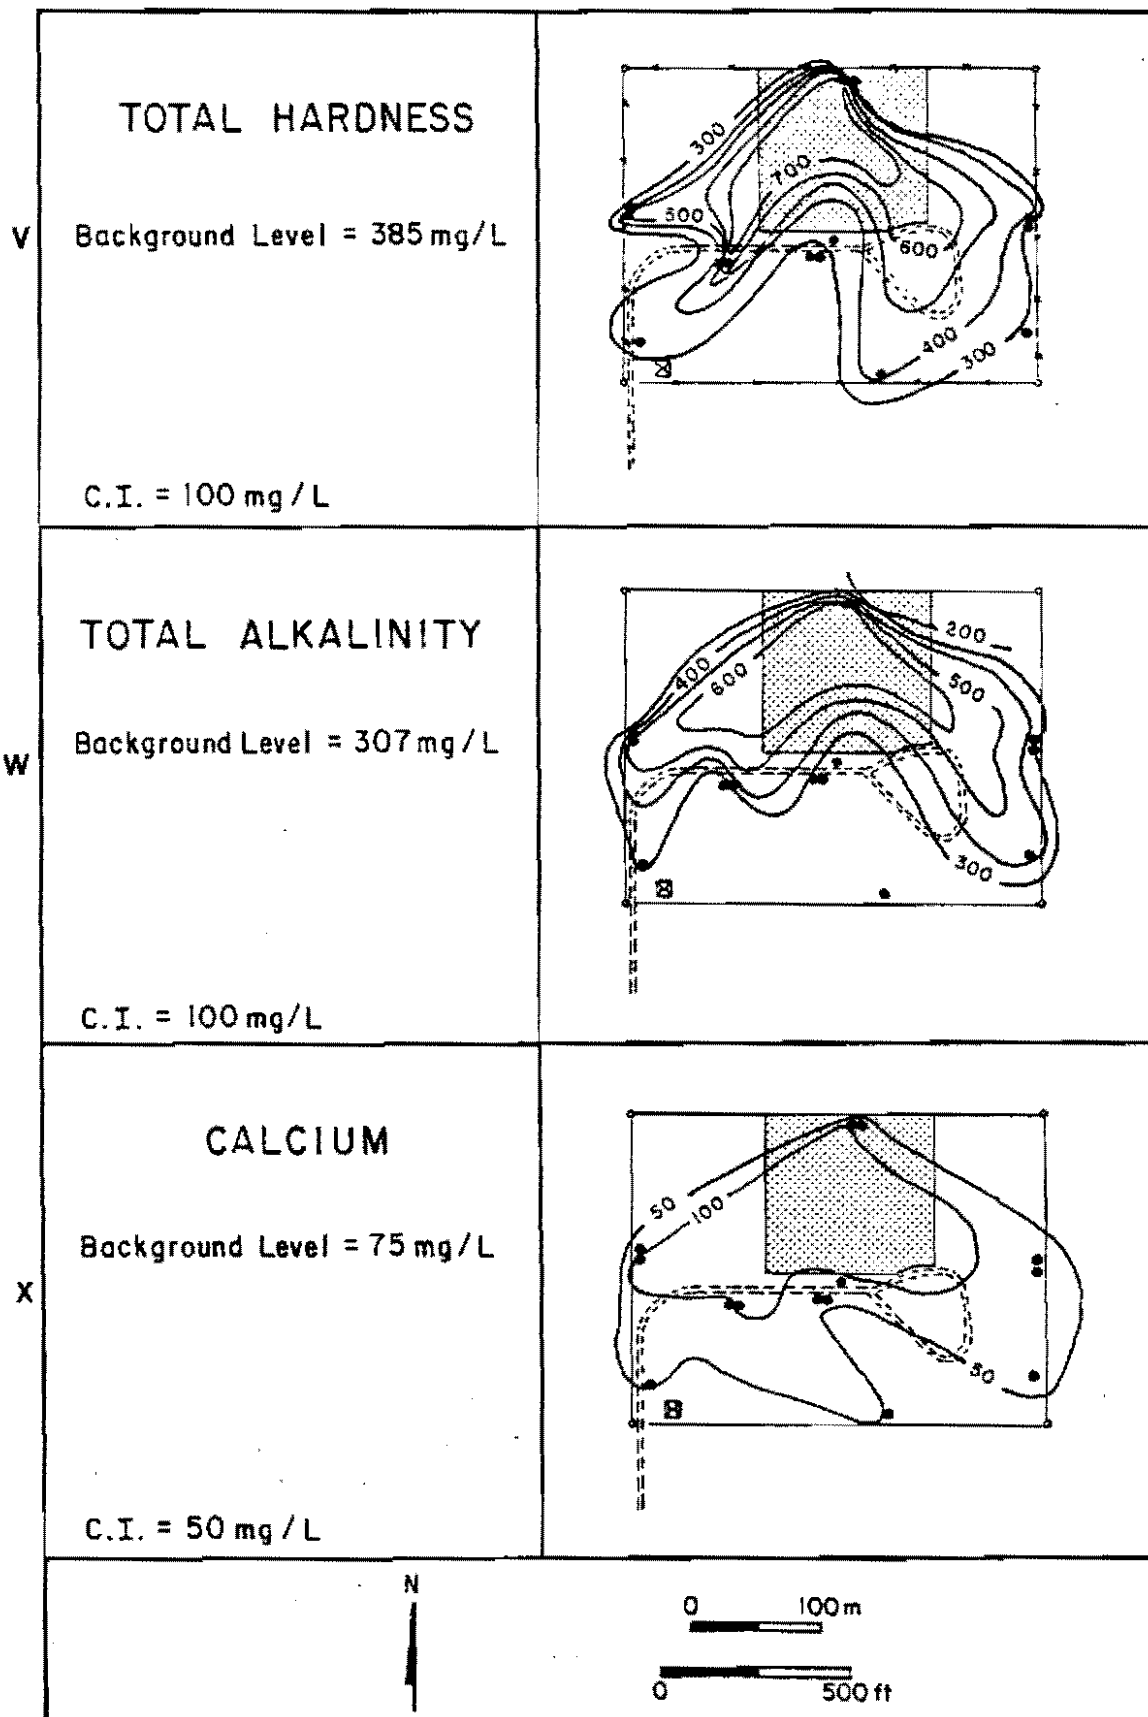 V
TOTAL HARDNESS
Background Level = 385 mg/L
C.I. = 100 mg/L
300
500
700
600
400
300
W
TOTAL ALKALINITY
Background Level = 307 mg/L
C.I. = 100 mg/L
200
400
600
500
300
X
CALCIUM
Background Level = 75 mg/L
C.I. = 50 mg/L
50
100
50
N
0 100 m
0 500 ft